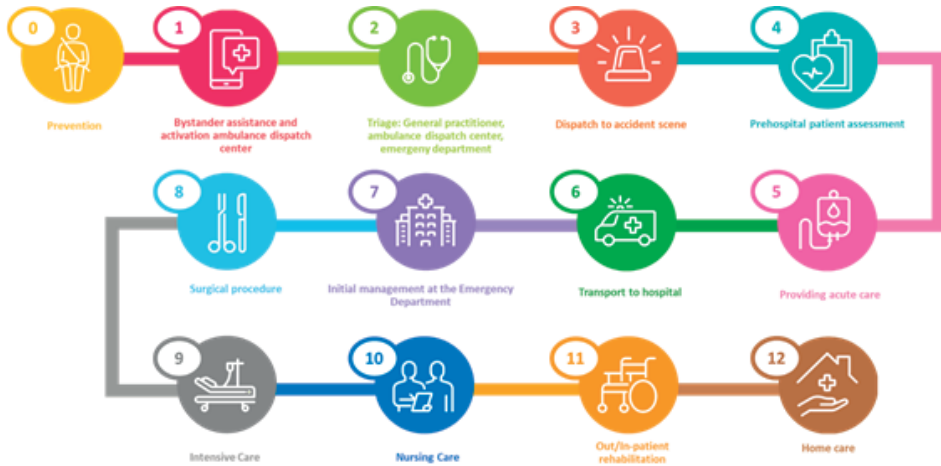 0
Prevention
1
Bystander assistance and
activation ambulance dispatch
center
2
Triage: General practitioner,
ambulance dispatch center,
emergeny department
3
Dispatch to accident scene
4
Prehospital patient assessment
5
Providing acute care
6
Transport to hospital
7
Initial management at the Emergency
Department
8
Surgical procedure
9
Intensive Care
10
Nursing Care
11
Out/In-patient
rehabilitation
12
Home care